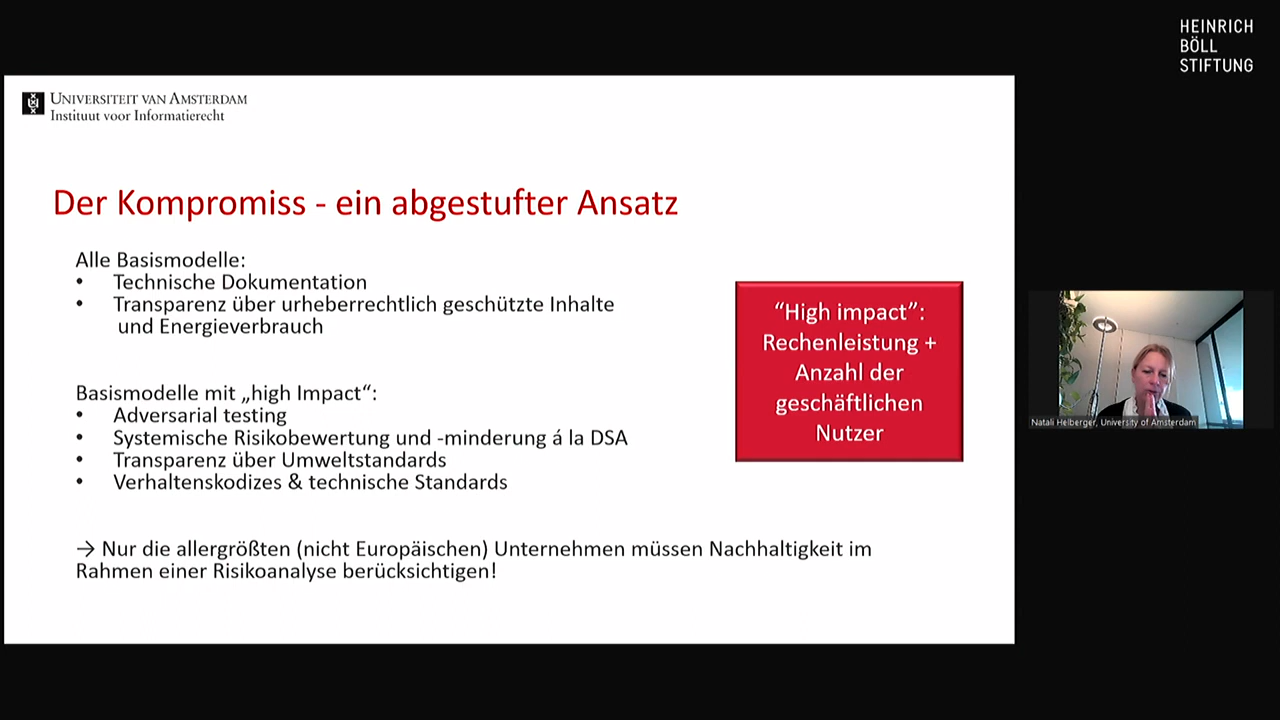 HEINRICH
BÖLL
STIFTUNG
UNIVERSITEIT VAN AMSTERDAM
Instituut voor Informatierecht
Der Kompromiss - ein abgestufter Ansatz
Alle Basismodelle:
• Technische Dokumentation
• Transparenz über urheberrechtlich geschützte Inhalte
und Energieverbrauch
Basismodelle mit „high Impact“:
• Adversarial testing
• Systemische Risikobewertung und -minderung á la DSA
• Transparenz über Umweltstandards
• Verhaltenskodizes & technische Standards
→ Nur die allergrößten (nicht Europäischen) Unternehmen müssen Nachhaltigkeit im
Rahmen einer Risikoanalyse berücksichtigen!
“High impact”:
Rechenleistung +
Anzahl der
geschäftlichen
Nutzer
Natali Helberger, University of Amsterdam